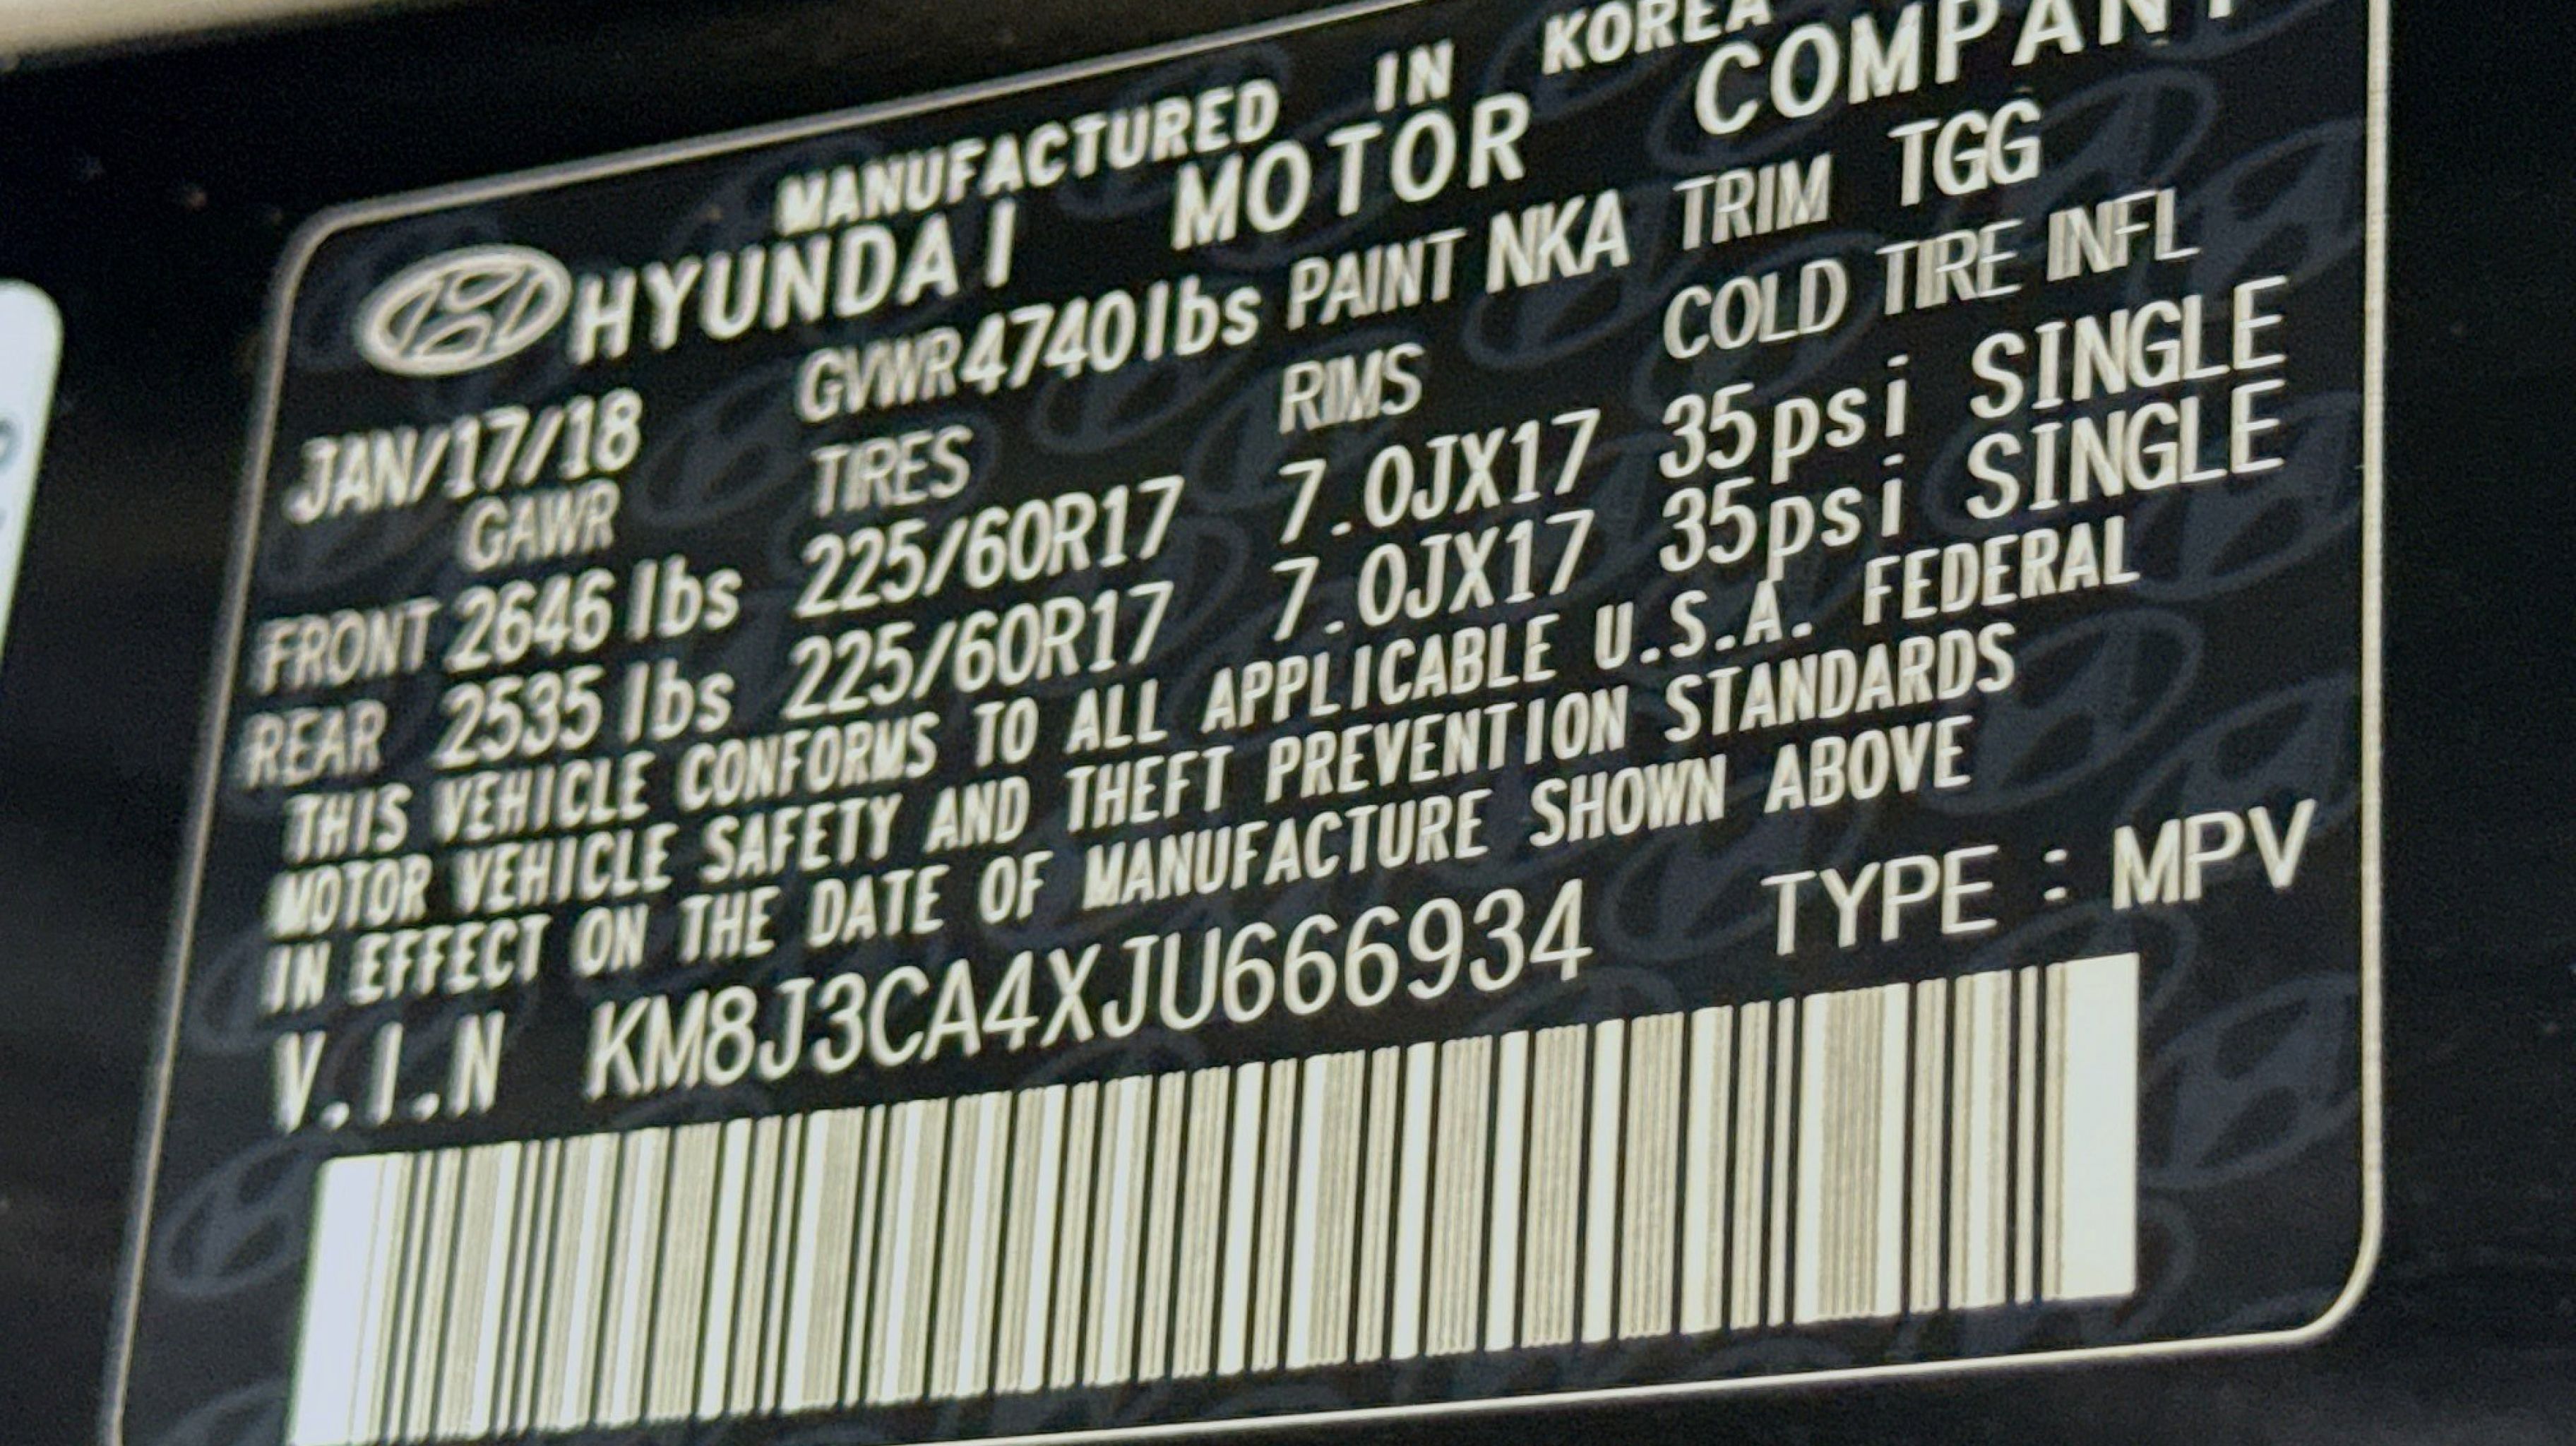 MANUFACTURED IN KOREA
HYUNDAI MOTOR COMPANY
JAN/17/18 GVWR4740lbs PAINT NKA TRIM TGG
GAWR TIRES RIMS COLD TIRE INFL
FRONT 2646 lbs 225/60R17 7.0JX17 35psi SINGLE
REAR 2535 lbs 225/60R17 7.0JX17 35psi SINGLE
THIS VEHICLE CONFORMS TO ALL APPLICABLE U.S.A. FEDERAL
MOTOR VEHICLE SAFETY AND THEFT PREVENTION STANDARDS
IN EFFECT ON THE DATE OF MANUFACTURE SHOWN ABOVE
V.I.N KM8J3CA4XJU666934 TYPE : MPV